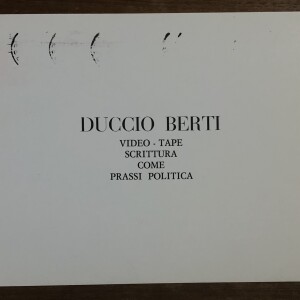 DUCCIO BERTI
VIDEO - TAPE
SCRITTURA
COME
PRASSI POLITICA